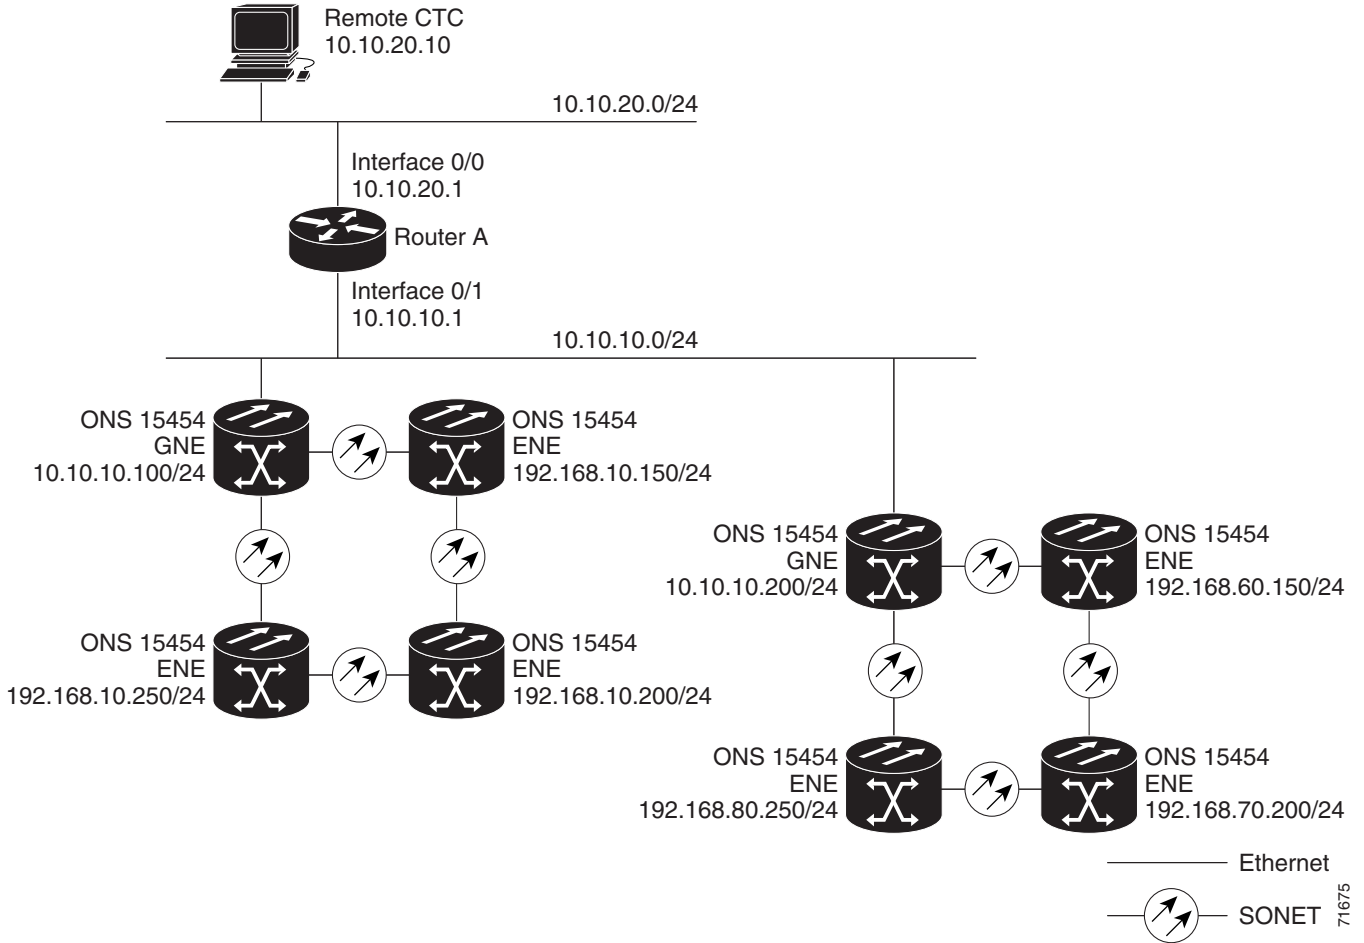 Remote CTC
10.10.20.10
10.10.20.0/24
Interface 0/0
10.10.20.1
Router A
Interface 0/1
10.10.10.1
10.10.10.0/24
ONS 15454
GNE
10.10.10.100/24
ONS 15454
ENE
192.168.10.150/24
ONS 15454
GNE
10.10.10.200/24
ONS 15454
ENE
192.168.60.150/24
ONS 15454
ENE
192.168.10.250/24
ONS 15454
ENE
192.168.10.200/24
ONS 15454
ENE
192.168.80.250/24
ONS 15454
ENE
192.168.70.200/24
Ethernet
SONET
71675